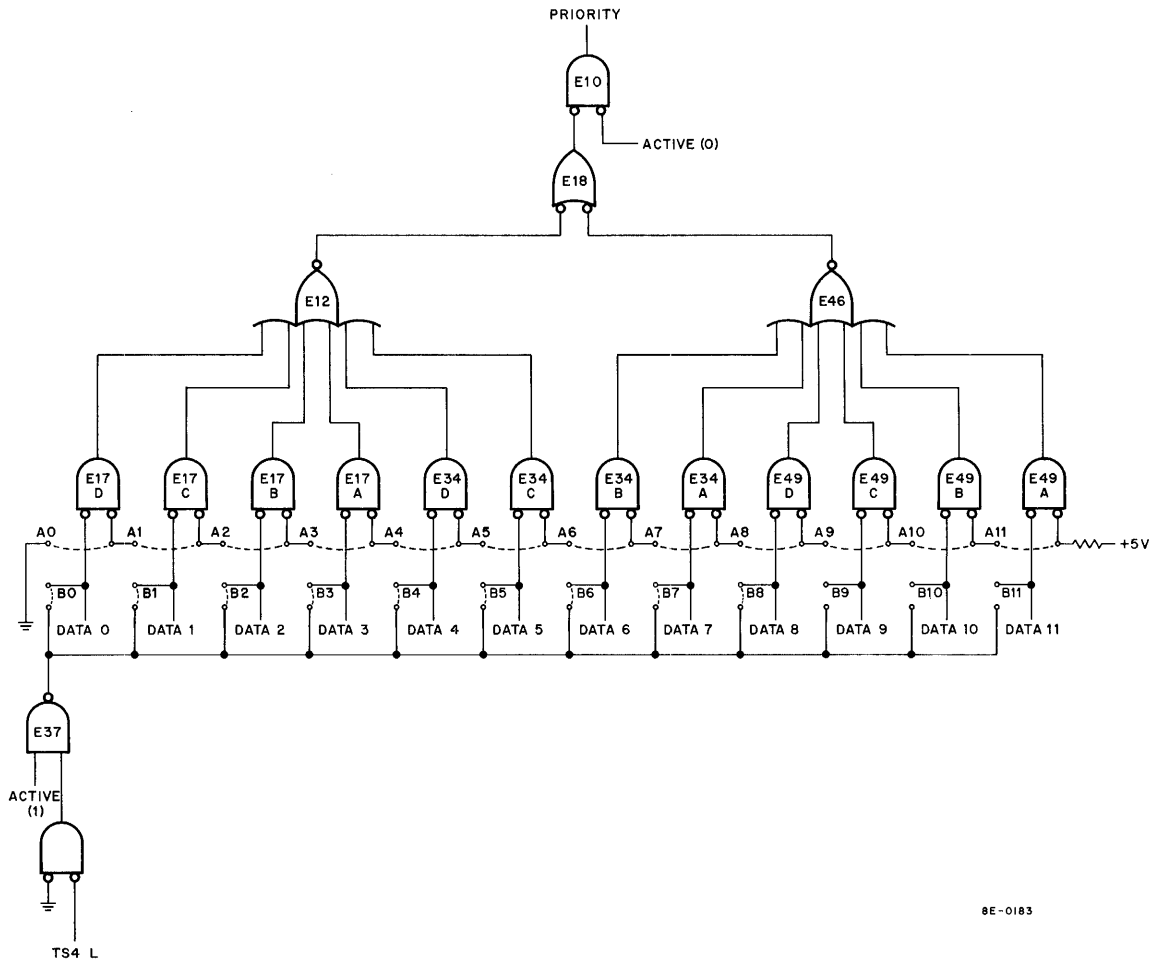 PRIORITY
E10
ACTIVE (0)
E18
E12
E46
E17 D
E17 C
E17 B
E17 A
E34 D
E34 C
E34 B
E34 A
E49 D
E49 C
E49 B
E49 A
A0 A1 A2 A3 A4 A5 A6 A7 A8 A9 A10 A11 +5V
B0 B1 B2 B3 B4 B5 B6 B7 B8 B9 B10 B11
DATA 0 DATA 1 DATA 2 DATA 3 DATA 4 DATA 5 DATA 6 DATA 7 DATA 8 DATA 9 DATA 10 DATA 11
E37
ACTIVE
(1)
8E-0183
TS4 L